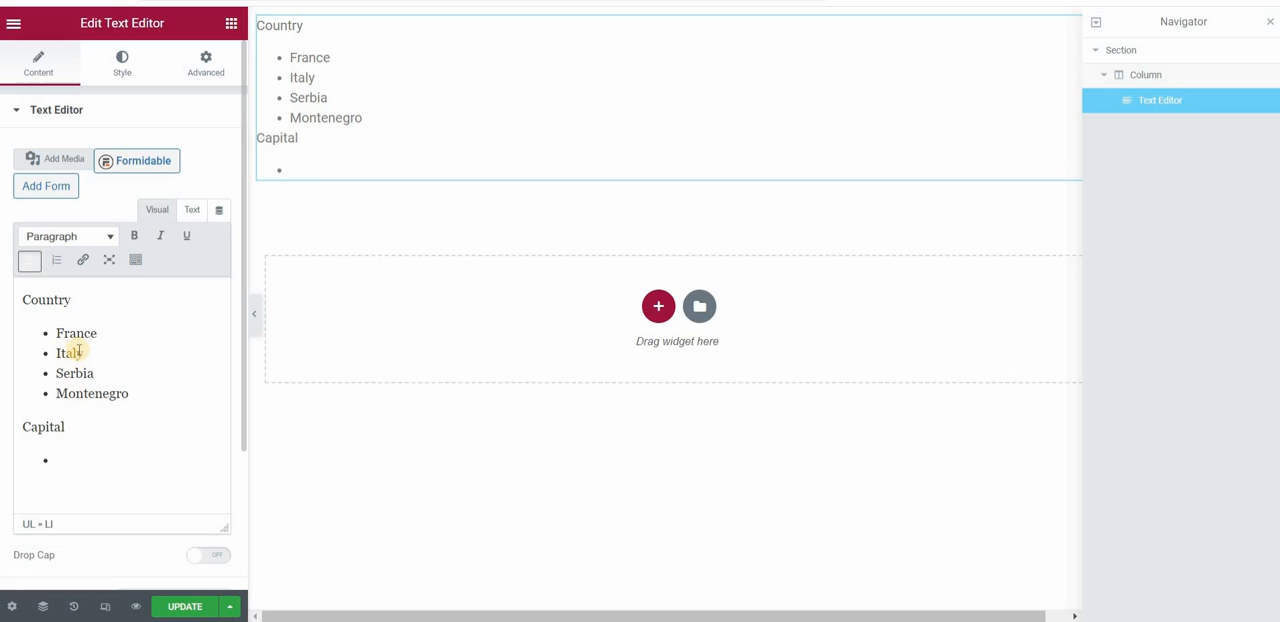 Edit Text Editor
Content
Style
Advanced
Text Editor
Add Media
Formidable
Add Form
Visual
Text
Paragraph
B
I
U
Country
• France
• Italy
• Serbia
• Montenegro
Capital
•
UL » LI
Drop Cap
OFF
UPDATE
Country
• France
• Italy
• Serbia
• Montenegro
Capital
•
Drag widget here
Navigator
Section
Column
Text Editor